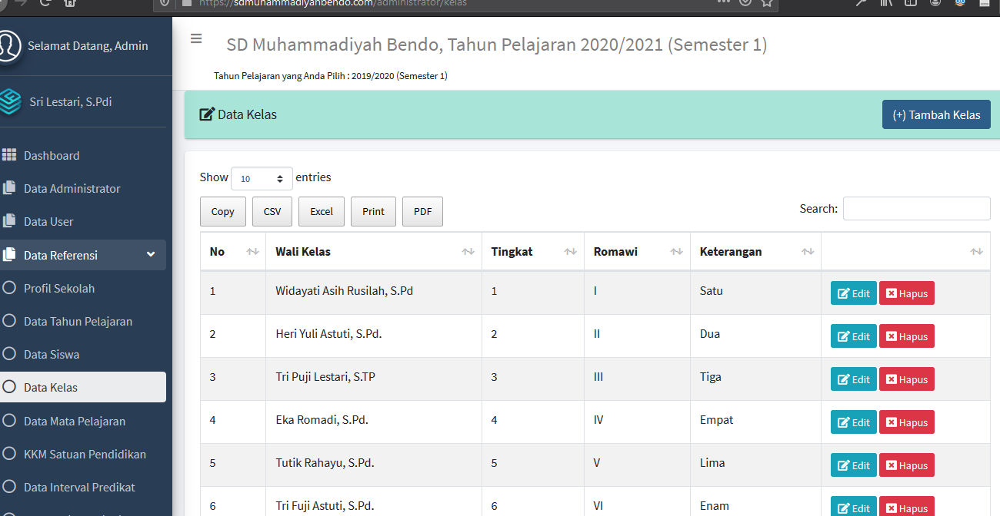 https://sdmuhammadiyahbendo.com/administrator/kelas
Selamat Datang, Admin
Sri Lestari, S.Pdi
Dashboard
Data Administrator
Data User
Data Referensi
Profil Sekolah
Data Tahun Pelajaran
Data Siswa
Data Kelas
Data Mata Pelajaran
KKM Satuan Pendidikan
Data Interval Predikat
SD Muhammadiyah Bendo, Tahun Pelajaran 2020/2021 (Semester 1)
Tahun Pelajaran yang Anda Pilih : 2019/2020 (Semester 1)
Data Kelas (+) Tambah Kelas
Show 10 entries
Copy CSV Excel Print PDF Search:
No Wali Kelas Tingkat Romawi Keterangan
1 Widayati Asih Rusilah, S.Pd 1 I Satu Edit Hapus
2 Heri Yuli Astuti, S.Pd. 2 II Dua Edit Hapus
3 Tri Puji Lestari, S.TP 3 III Tiga Edit Hapus
4 Eka Romadi, S.Pd. 4 IV Empat Edit Hapus
5 Tutik Rahayu, S.Pd. 5 V Lima Edit Hapus
6 Tri Fuji Astuti, S.Pd. 6 VI Enam Edit Hapus